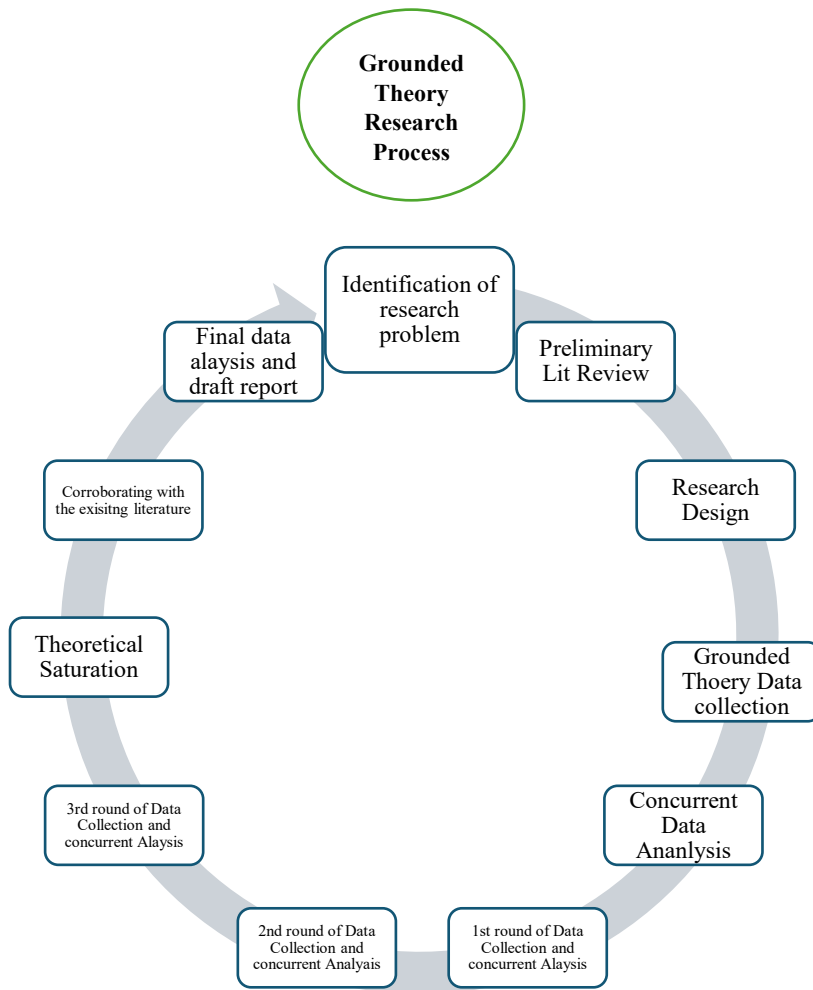 Grounded
Theory
Research
Process
Identification of
research
problem
Preliminary
Lit Review
Research
Design
Grounded
Thoery Data
collection
Concurrent
Data
Ananlysis
1st round of Data
Collection and
concurrent Alaysis
2nd round of Data
Collection and
concurrent Analyais
3rd round of Data
Collection and
concurrent Alaysis
Theoretical
Saturation
Corroborating with
the exisitng literature
Final data
alaysis and
draft report